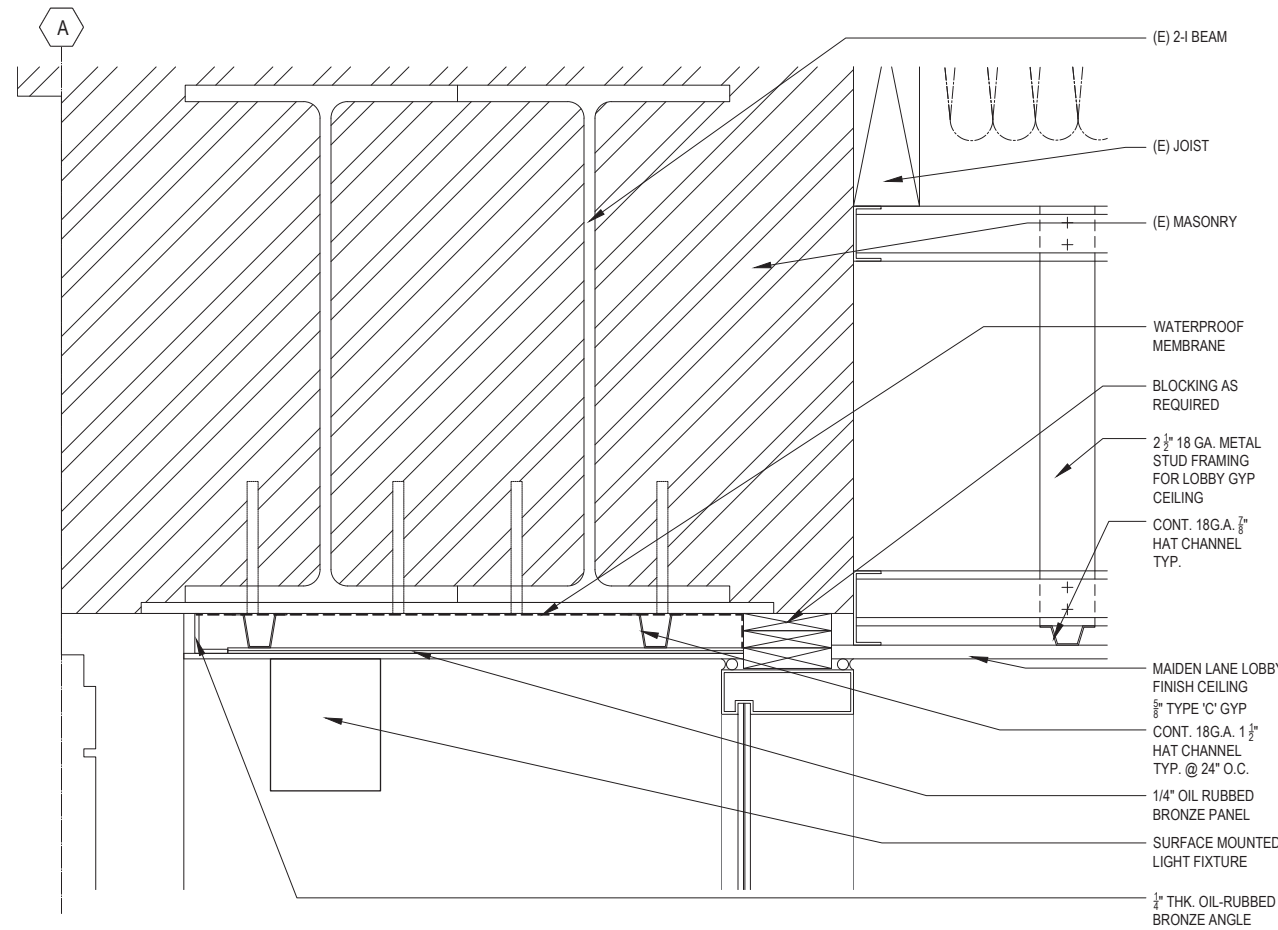 A
(E) 2-I BEAM
(E) JOIST
(E) MASONRY
WATERPROOF
MEMBRANE
BLOCKING AS
REQUIRED
2 1/2" 18 GA. METAL
STUD FRAMING
FOR LOBBY GYP
CEILING
CONT. 18G.A. 7/8"
HAT CHANNEL
TYP.
MAIDEN LANE LOBBY
FINISH CEILING
5/8" TYPE 'C' GYP
CONT. 18G.A. 1 1/2"
HAT CHANNEL
TYP. @ 24" O.C.
1/4" OIL RUBBED
BRONZE PANEL
SURFACE MOUNTED
LIGHT FIXTURE
1/4" THK. OIL-RUBBED
BRONZE ANGLE